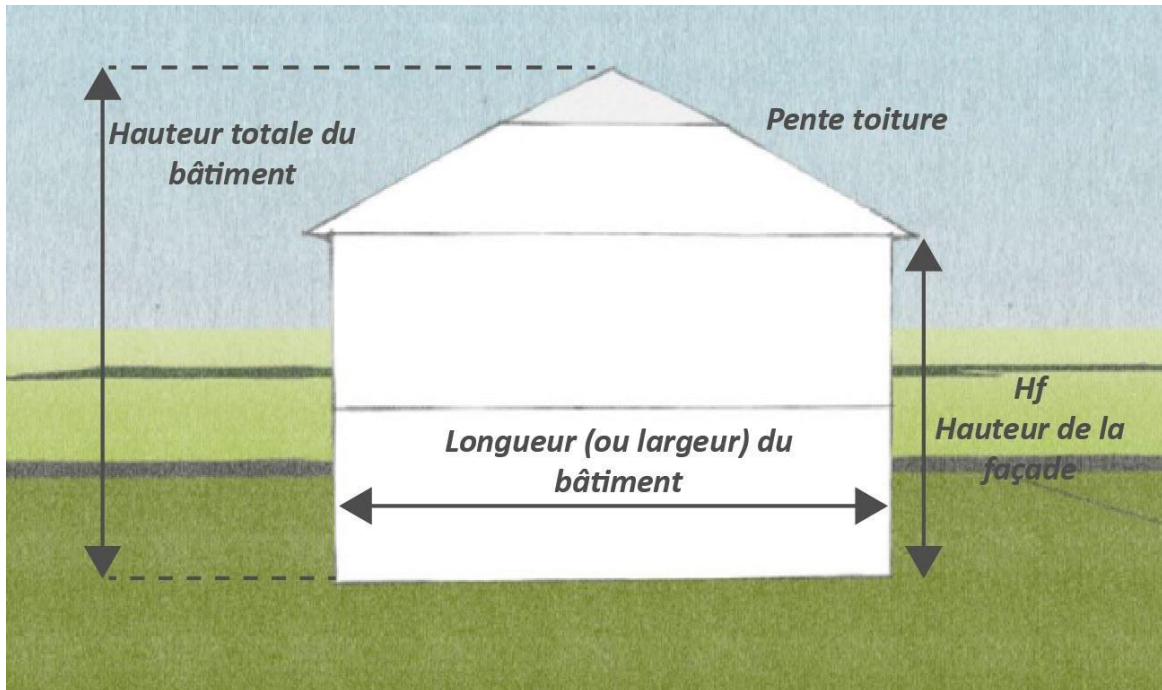 Hauteur totale du
bâtiment
Pente toiture
Hf
Hauteur de la
façade
Longueur (ou largeur) du
bâtiment